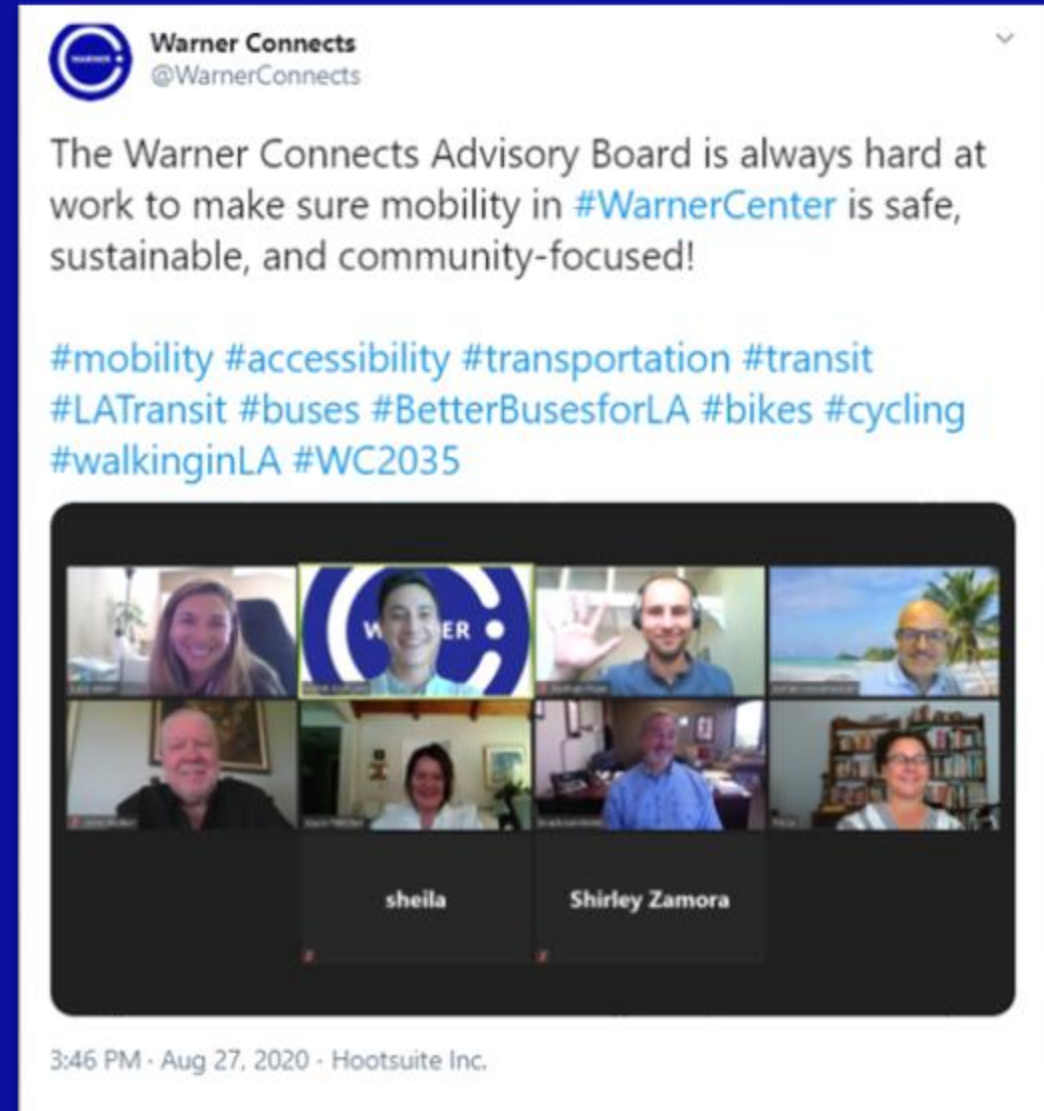 WARNER
Warner Connects
@WarnerConnects
The Warner Connects Advisory Board is always hard at
work to make sure mobility in #WarnerCenter is safe,
sustainable, and community-focused!
#mobility #accessibility #transportation #transit
#LATransit #buses #BetterBusesforLA #bikes #cycling
#walkinginLA #WC2035
W ER
sheila
Shirley Zamora
3:46 PM · Aug 27, 2020 · Hootsuite Inc.